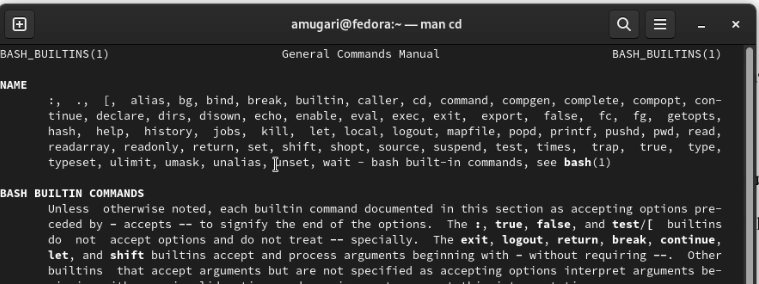 amugari@fedora:~ — man cd
BASH_BUILTINS(1) General Commands Manual BASH_BUILTINS(1)
NAME
:, ., [, alias, bg, bind, break, builtin, caller, cd, command, compgen, complete, compopt, con-
tinue, declare, dirs, disown, echo, enable, eval, exec, exit, export, false, fc, fg, getopts,
hash, help, history, jobs, kill, let, local, logout, mapfile, popd, printf, pushd, pwd, read,
readarray, readonly, return, set, shift, shopt, source, suspend, test, times, trap, true, type,
typeset, ulimit, umask, unalias, unset, wait - bash built-in commands, see bash(1)
BASH BUILTIN COMMANDS
Unless otherwise noted, each builtin command documented in this section as accepting options pre-
ceded by - accepts -- to signify the end of the options. The :, true, false, and test/[ builtins
do not accept options and do not treat -- specially. The exit, logout, return, break, continue,
let, and shift builtins accept and process arguments beginning with - without requiring --. Other
builtins that accept arguments but are not specified as accepting options interpret arguments be-